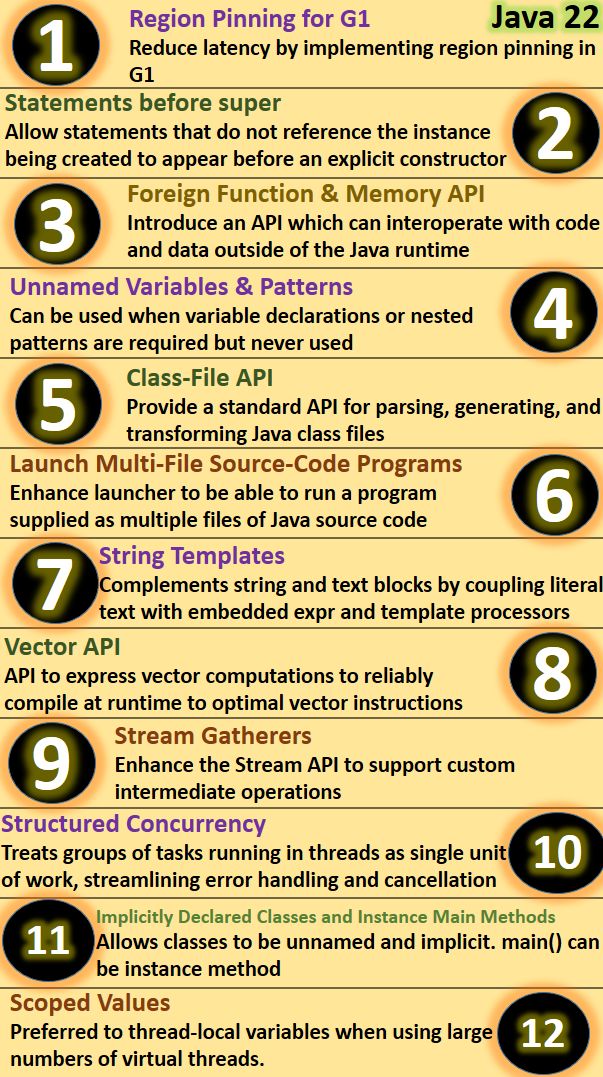 Java 22
1
Region Pinning for G1
Reduce latency by implementing region pinning in
G1
Statements before super
Allow statements that do not reference the instance
being created to appear before an explicit constructor
2
3
Foreign Function & Memory API
Introduce an API which can interoperate with code
and data outside of the Java runtime
Unnamed Variables & Patterns
Can be used when variable declarations or nested
patterns are required but never used
4
5
Class-File API
Provide a standard API for parsing, generating, and
transforming Java class files
Launch Multi-File Source-Code Programs
Enhance launcher to be able to run a program
supplied as multiple files of Java source code
6
7
String Templates
Complements string and text blocks by coupling literal
text with embedded expr and template processors
Vector API
API to express vector computations to reliably
compile at runtime to optimal vector instructions
8
9
Stream Gatherers
Enhance the Stream API to support custom
intermediate operations
Structured Concurrency
Treats groups of tasks running in threads as single unit
of work, streamlining error handling and cancellation
10
11
Implicitly Declared Classes and Instance Main Methods
Allows classes to be unnamed and implicit. main() can
be instance method
Scoped Values
Preferred to thread-local variables when using large
numbers of virtual threads.
12